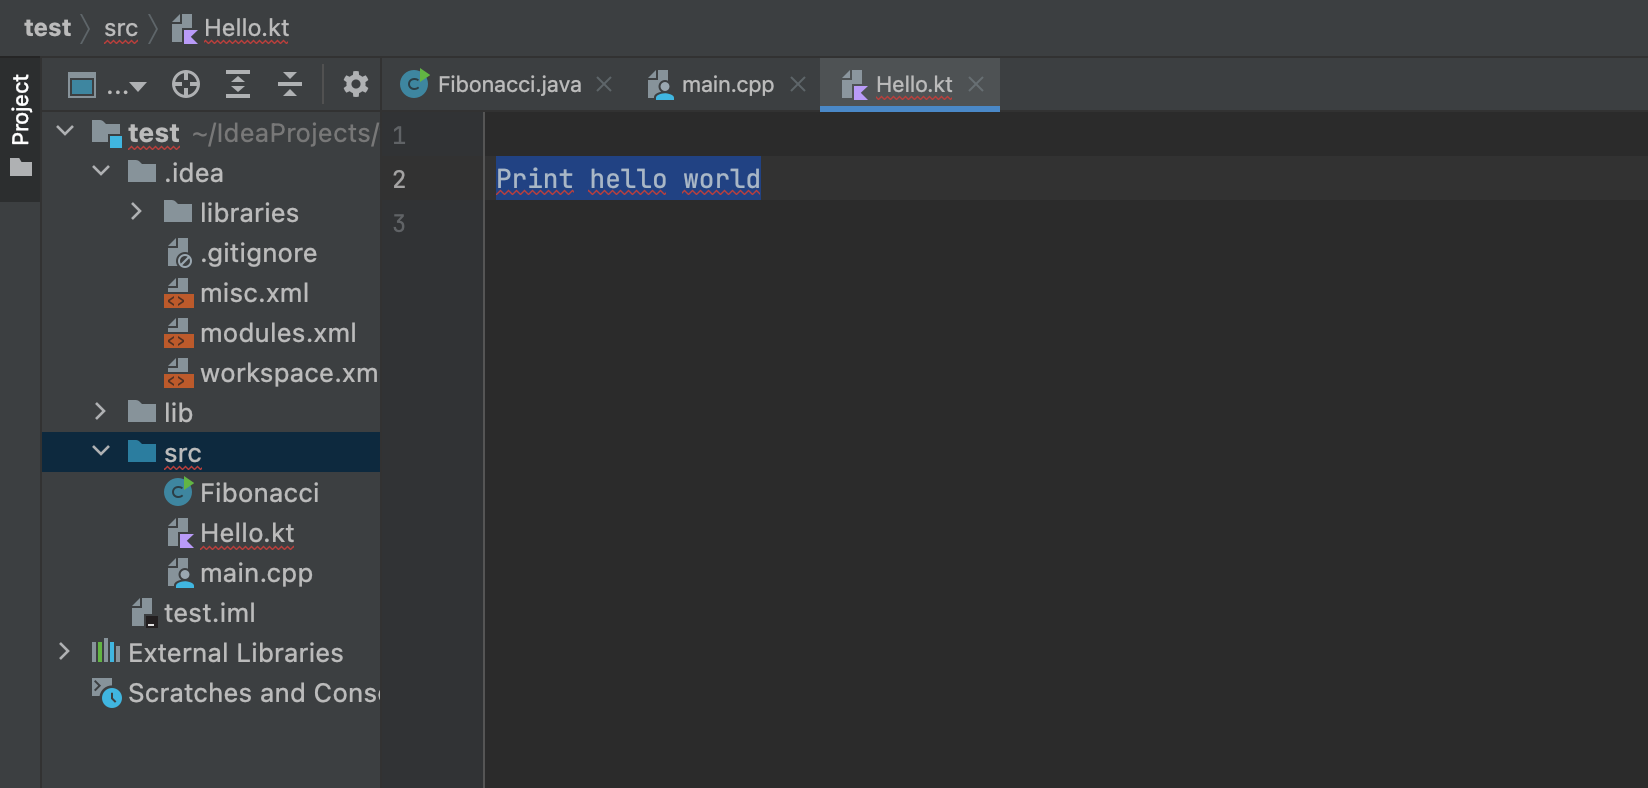 test src Hello.kt
Project
...
Fibonacci.java
main.cpp
Hello.kt
test ~/IdeaProjects/
.idea
libraries
.gitignore
misc.xml
modules.xml
workspace.xm
lib
src
Fibonacci
Hello.kt
main.cpp
test.iml
External Libraries
Scratches and Conso
1
2 Print hello world
3